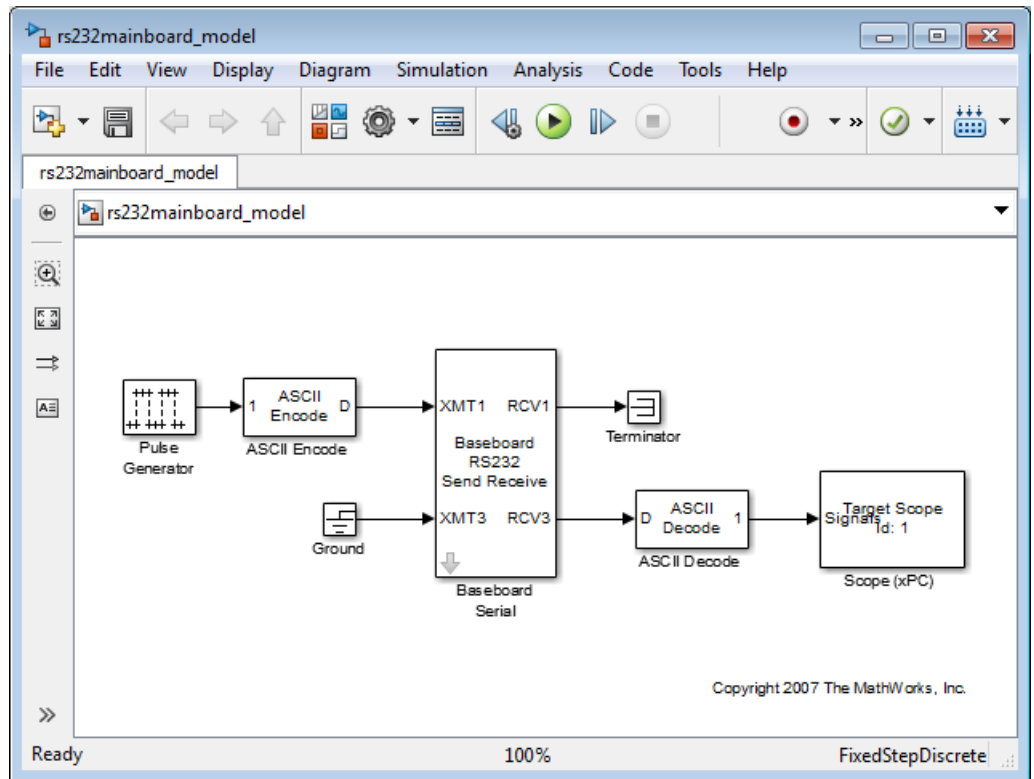 rs232mainboard_model
File Edit View Display Diagram Simulation Analysis Code Tools Help
rs232mainboard_model
rs232mainboard_model
Pulse
Generator
1 ASCII
Encode D
ASCII Encode
Ground
XMT1 RCV1
Baseboard
RS232
Send Receive
XMT3 RCV3
Baseboard
Serial
Terminator
D ASCII
Decode 1
ASCII Decode
Signals
Target Scope
Id: 1
Scope (xPC)
Copyright 2007 The MathWorks, Inc.
Ready 100% FixedStepDiscrete